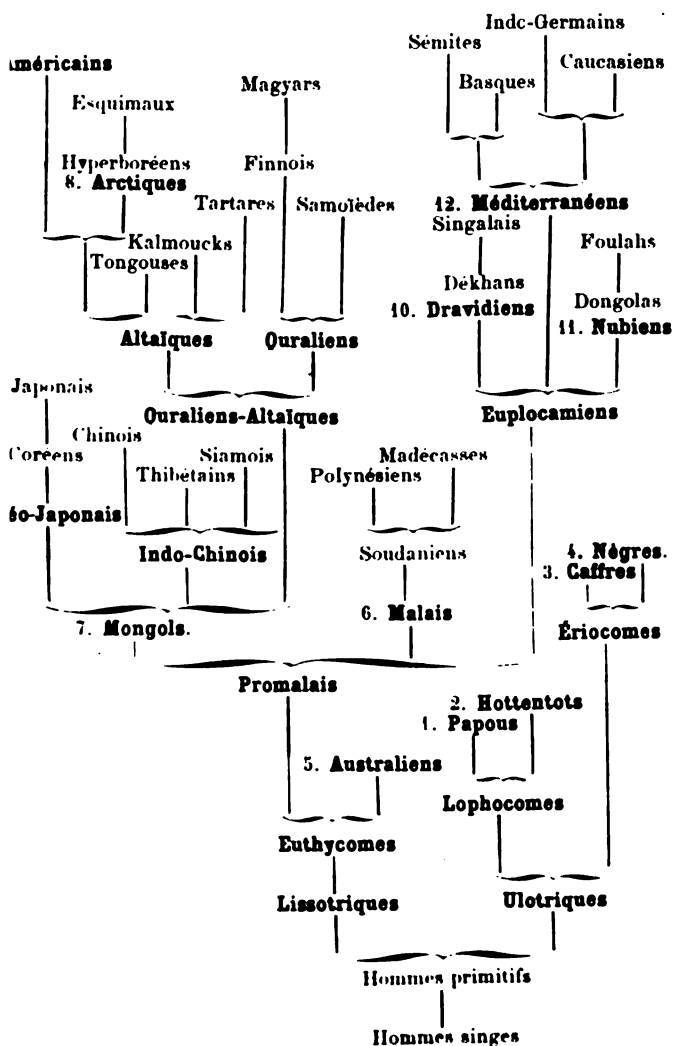 Indo-Germains
Sémites
Caucasiens
Américains
Basques
Magyars
Esquimaux
Hyperboréens
8. Arctiques
Finnois
Tartares
Samoïèdes
12. Méditerranéens
Singalais
Kalmoucks
Tongouses
Foulahs
Dékhans
10. Dravidiens
Dongolas
11. Nubiens
Altaïques
Ouraliens
Japonais
Ouraliens-Altaïques
Euplocamiens
Chinois
Coréens
Siamois
Thibétains
Madécasses
Polynésiens
éo-Japonais
Indo-Chinois
Soudaniens
4. Nègres.
3. Caffres
6. Malais
7. Mongols.
Ériocomes
Promalais
2. Hottentots
1. Papous
5. Australiens
Lophocomes
Euthycomes
Lissotriques
Ulotriques
Hommes primitifs
Hommes singes